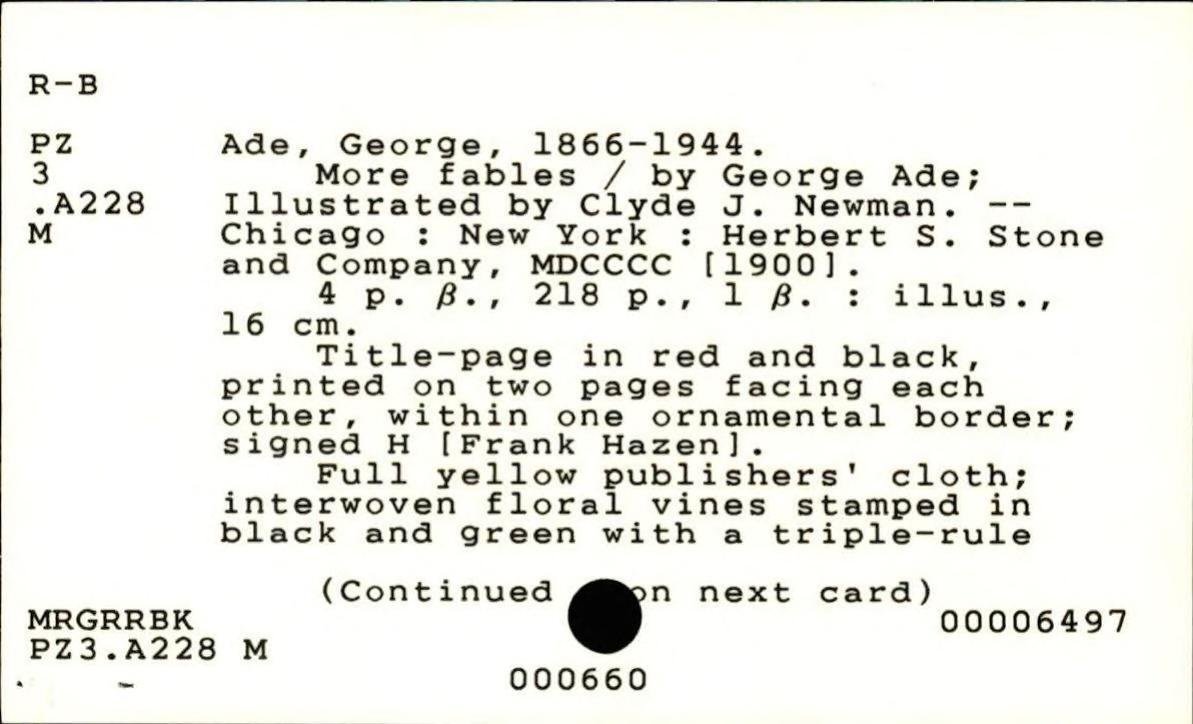 R-B
PZ Ade, George, 1866-1944.
3 More fables / by George Ade;
.A228 Illustrated by Clyde J. Newman. --
M Chicago : New York : Herbert S. Stone
and Company, MDCCCC [1900].
4 p. β., 218 p., 1 β. : illus.,
16 cm.
Title-page in red and black,
printed on two pages facing each
other, within one ornamental border;
signed H [Frank Hazen].
Full yellow publishers' cloth;
interwoven floral vines stamped in
black and green with a triple-rule
(Continued on next card)
MRGRRBK 00006497
PZ3.A228 M
000660